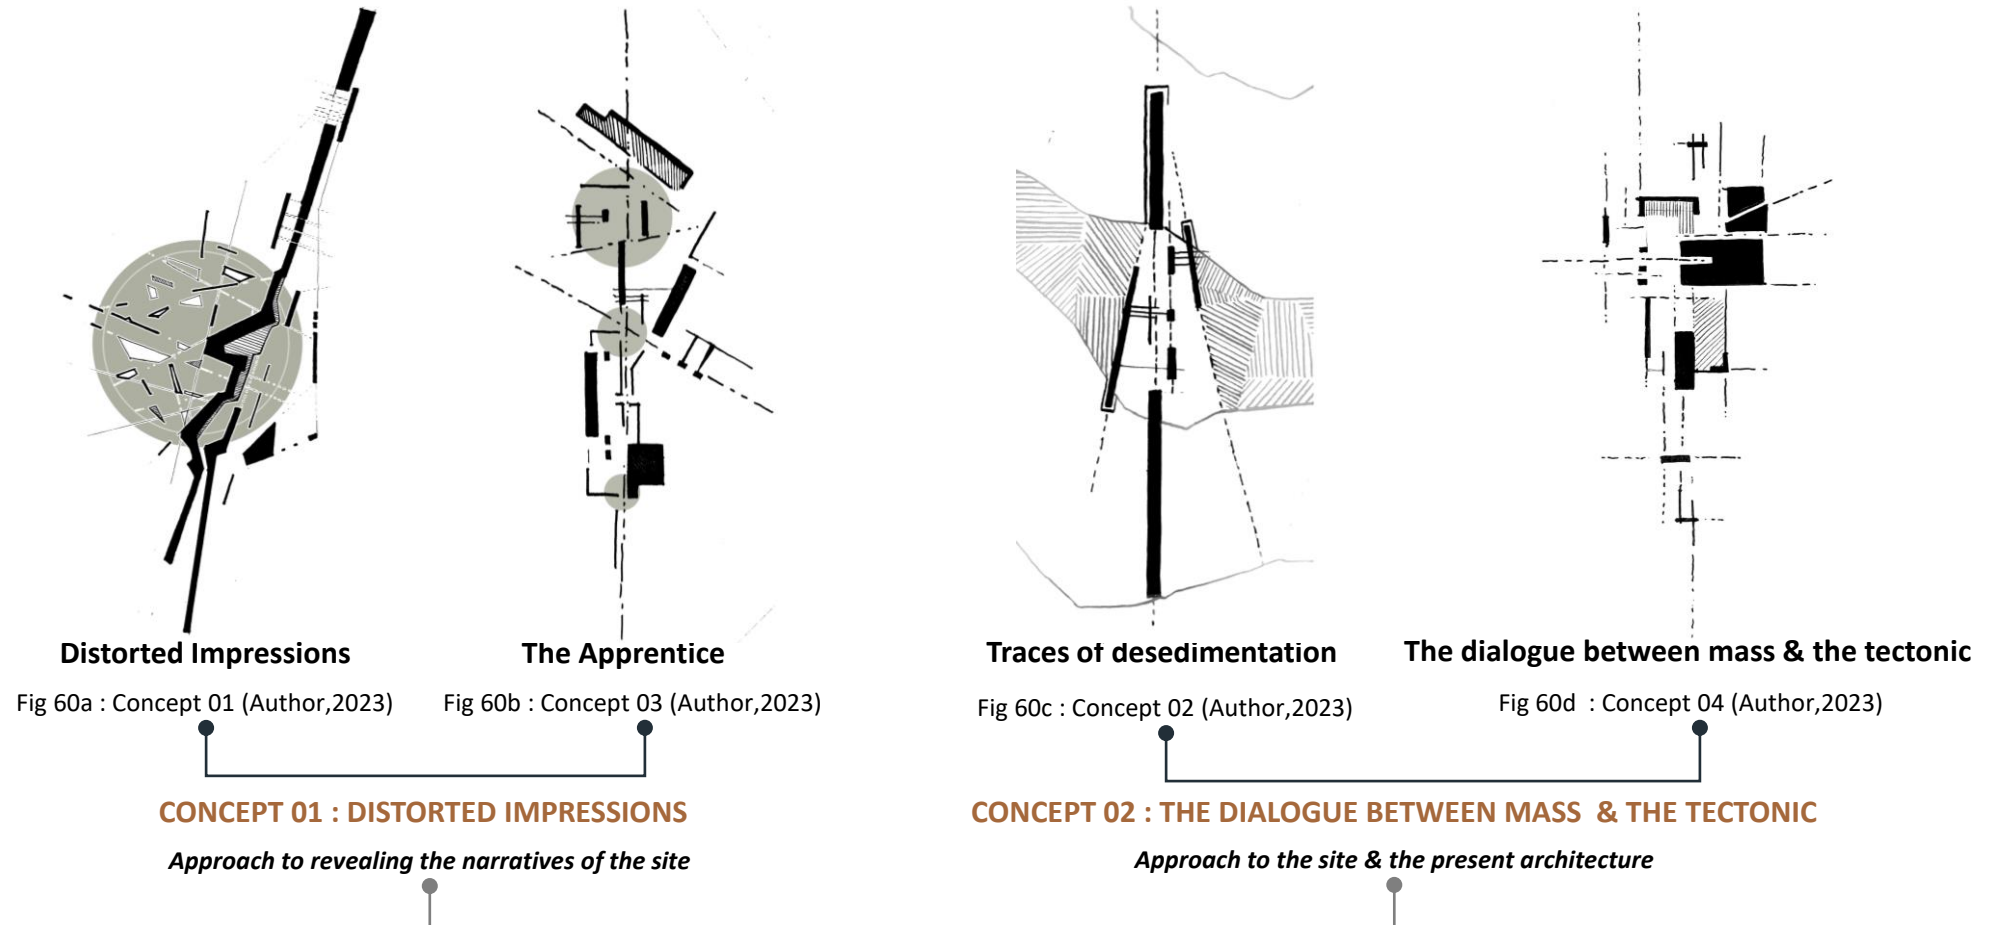 Distorted Impressions
The Apprentice
Traces of desedimentation
The dialogue between mass & the tectonic
Fig 60a : Concept 01 (Author,2023)
Fig 60b : Concept 03 (Author,2023)
Fig 60c : Concept 02 (Author,2023)
Fig 60d : Concept 04 (Author,2023)
CONCEPT 01 : DISTORTED IMPRESSIONS
CONCEPT 02 : THE DIALOGUE BETWEEN MASS & THE TECTONIC
Approach to revealing the narratives of the site
Approach to the site & the present architecture